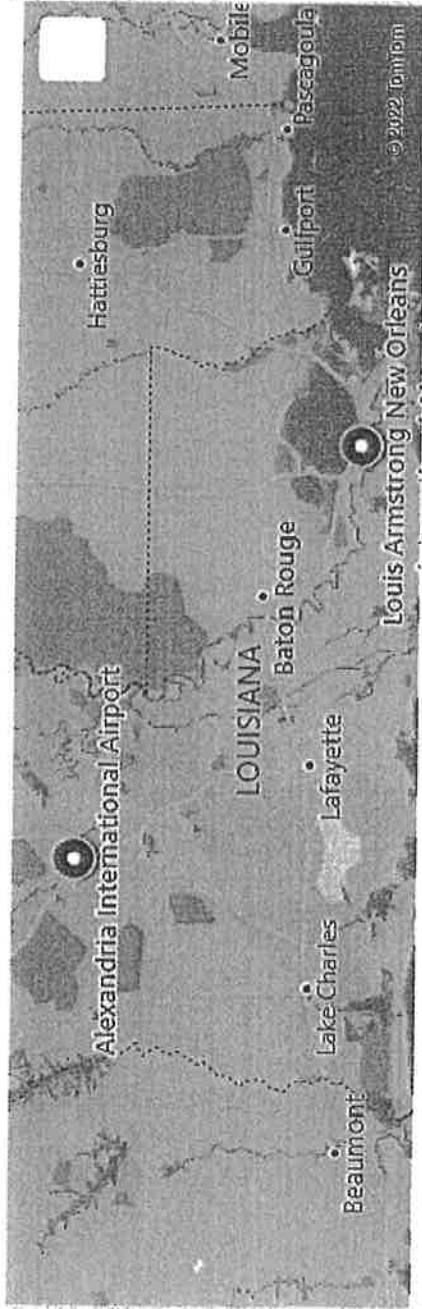 Mobile
Hattiesburg
Pascagoula
Gulfport
© 2022 TomTom
Alexandria International Airport
Baton Rouge
LOUISIANA
Louis Armstrong New Orleans
Lafayette
Lake Charles
Beaumont